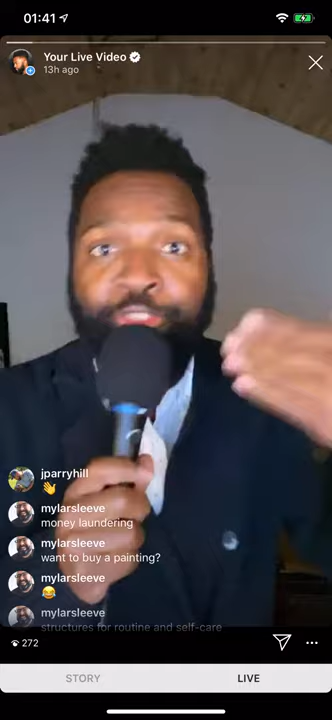 01:41
Your Live Video
13h ago
jparryhill
👋
mylarsleeve
money laundering
mylarsleeve
want to buy a painting?
mylarsleeve
😂
mylarsleeve
structures for routine and self-care
272
STORY
LIVE